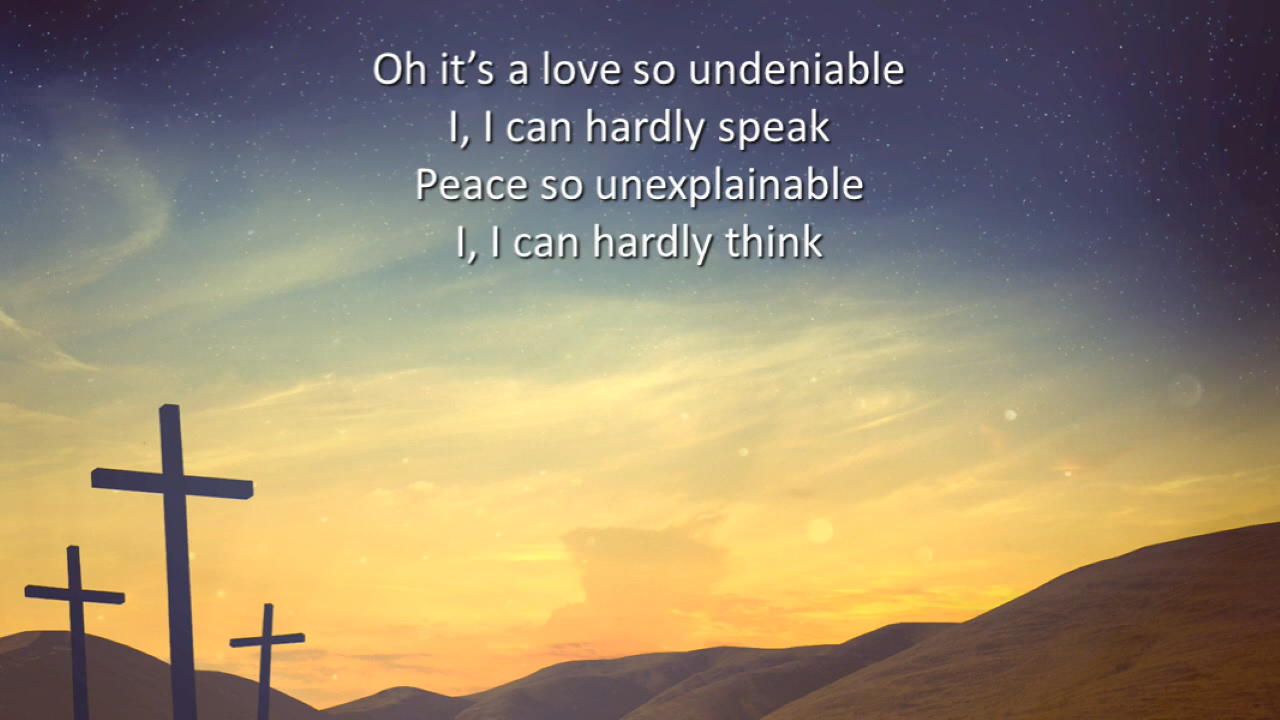 Oh it’s a love so undeniable
I, I can hardly speak
Peace so unexplainable
I, I can hardly think